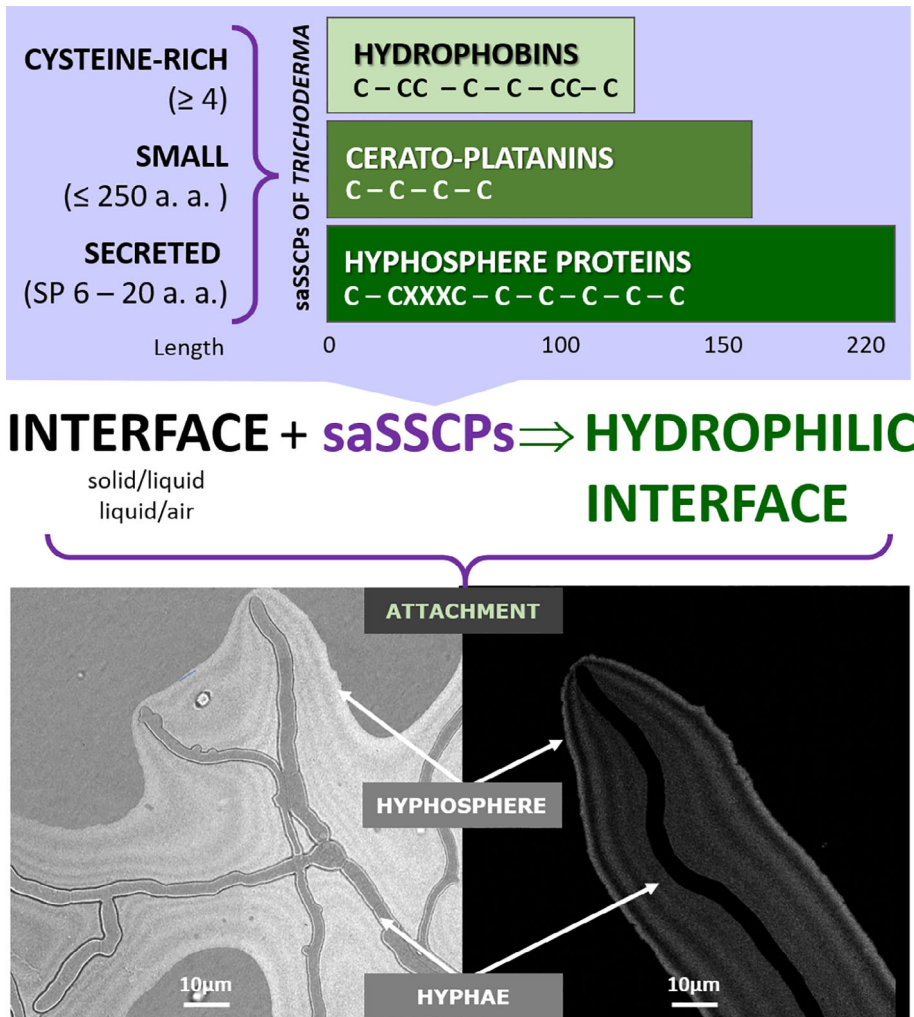 CYSTEINE-RICH
(≥ 4)
SMALL
(≤ 250 a. a. )
SECRETED
(SP 6 – 20 a. a.)
saSSCPs OF TRICHODERMA
HYDROPHOBINS
C – CC – C – C – CC– C
CERATO-PLATANINS
C – C – C – C
HYPHOSPHERE PROTEINS
C – CXXXC – C – C – C – C – C
Length
0
100
150
220
INTERFACE + saSSCPs ⇒ HYDROPHILIC
INTERFACE
solid/liquid
liquid/air
ATTACHMENT
HYPHOSPHERE
HYPHAE
10µm
10µm